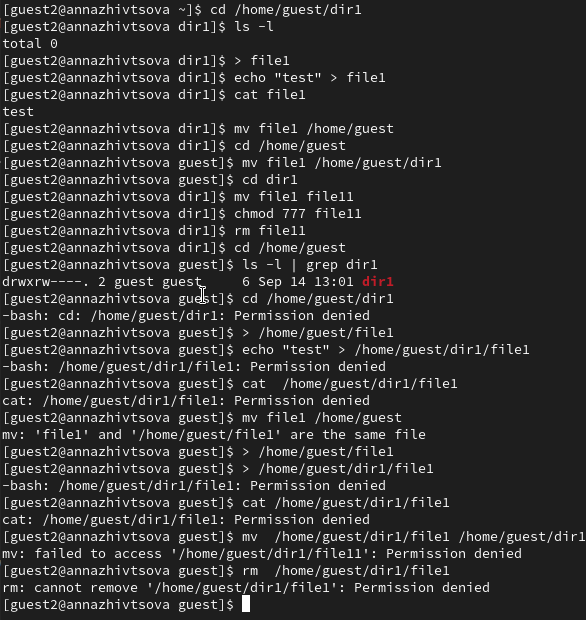 [guest2@annazhivtsova ~]$ cd /home/guest/dir1
[guest2@annazhivtsova dir1]$ ls -l
total 0
[guest2@annazhivtsova dir1]$ > file1
[guest2@annazhivtsova dir1]$ echo "test" > file1
[guest2@annazhivtsova dir1]$ cat file1
test
[guest2@annazhivtsova dir1]$ mv file1 /home/guest
[guest2@annazhivtsova dir1]$ cd /home/guest
[guest2@annazhivtsova guest]$ mv file1 /home/guest/dir1
[guest2@annazhivtsova guest]$ cd dir1
[guest2@annazhivtsova dir1]$ mv file1 file11
[guest2@annazhivtsova dir1]$ chmod 777 file11
[guest2@annazhivtsova dir1]$ rm file11
[guest2@annazhivtsova dir1]$ cd /home/guest
[guest2@annazhivtsova guest]$ ls -l | grep dir1
drwxrw----. 2 guest guest     6 Sep 14 13:01 dir1
[guest2@annazhivtsova guest]$ cd /home/guest/dir1
-bash: cd: /home/guest/dir1: Permission denied
[guest2@annazhivtsova guest]$ > /home/guest/file1
[guest2@annazhivtsova guest]$ echo "test" > /home/guest/dir1/file1
-bash: /home/guest/dir1/file1: Permission denied
[guest2@annazhivtsova guest]$ cat  /home/guest/dir1/file1
cat: /home/guest/dir1/file1: Permission denied
[guest2@annazhivtsova guest]$ mv file1 /home/guest
mv: 'file1' and '/home/guest/file1' are the same file
[guest2@annazhivtsova guest]$ > /home/guest/file1
[guest2@annazhivtsova guest]$ > /home/guest/dir1/file1
-bash: /home/guest/dir1/file1: Permission denied
[guest2@annazhivtsova guest]$ cat /home/guest/dir1/file1
cat: /home/guest/dir1/file1: Permission denied
[guest2@annazhivtsova guest]$ mv  /home/guest/dir1/file1 /home/guest/dir1
mv: failed to access '/home/guest/dir1/file11': Permission denied
[guest2@annazhivtsova guest]$ rm  /home/guest/dir1/file1
rm: cannot remove '/home/guest/dir1/file1': Permission denied
[guest2@annazhivtsova guest]$